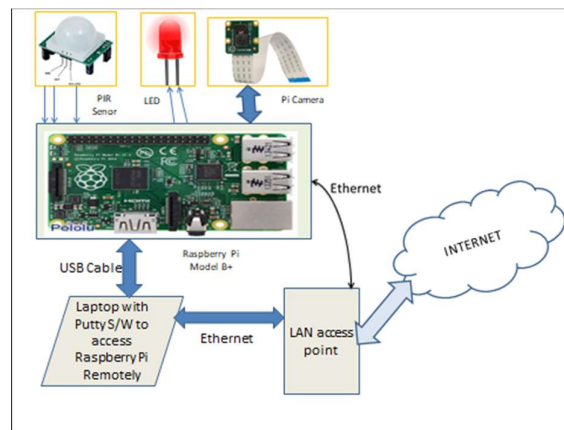 PIR
Senor
LED
Pi Camera
Ethernet
Pololu
Raspberry Pi
Model B+
USB Cable
INTERNET
Laptop with
Putty S/W to
access
Raspberry Pi
Remotely
Ethernet
LAN access
point